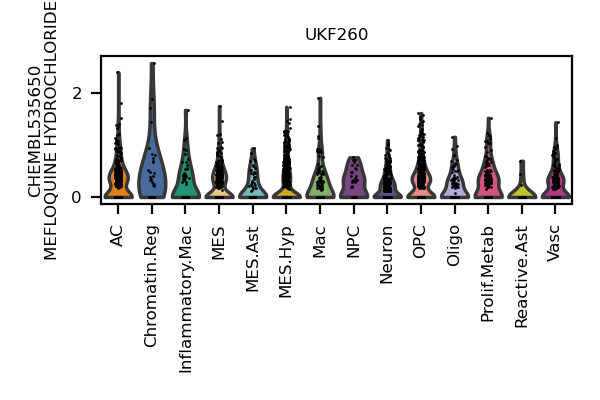 UKF260
CHEMBL535650
MEFLOQUINE HYDROCHLORIDE
2
0
AC
Chromatin.Reg
Inflammatory.Mac
MES
MES.Ast
MES.Hyp
Mac
NPC
Neuron
OPC
Oligo
Prolif.Metab
Reactive.Ast
Vasc